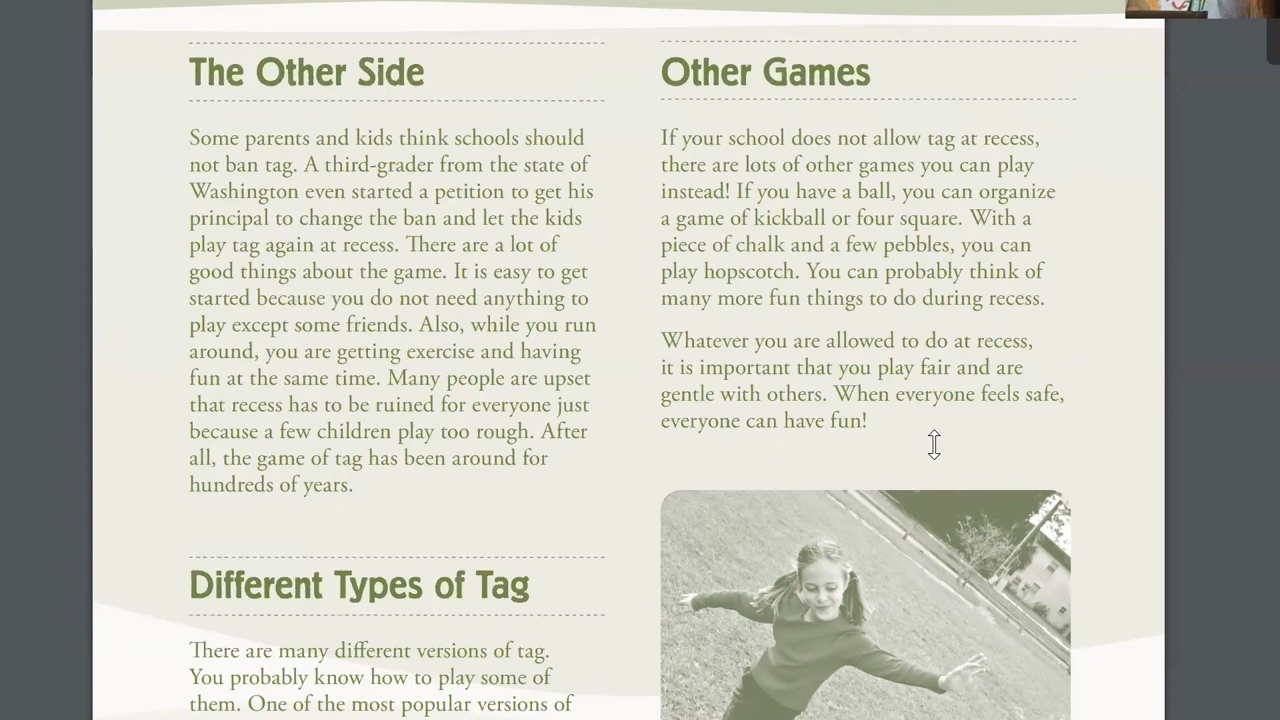 The Other Side
Some parents and kids think schools should
not ban tag. A third-grader from the state of
Washington even started a petition to get his
principal to change the ban and let the kids
play tag again at recess. There are a lot of
good things about the game. It is easy to get
started because you do not need anything to
play except some friends. Also, while you run
around, you are getting exercise and having
fun at the same time. Many people are upset
that recess has to be ruined for everyone just
because a few children play too rough. After
all, the game of tag has been around for
hundreds of years.
Different Types of Tag
There are many different versions of tag.
You probably know how to play some of
them. One of the most popular versions of
Other Games
If your school does not allow tag at recess,
there are lots of other games you can play
instead! If you have a ball, you can organize
a game of kickball or four square. With a
piece of chalk and a few pebbles, you can
play hopscotch. You can probably think of
many more fun things to do during recess.
Whatever you are allowed to do at recess,
it is important that you play fair and are
gentle with others. When everyone feels safe,
everyone can have fun!